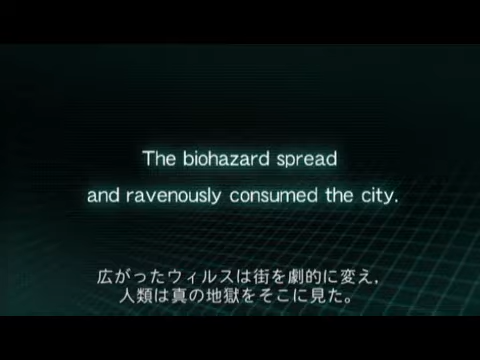 The biohazard spread
and ravenously consumed the city.
広がったウィルスは街を劇的に変え,
人類は真の地獄をそこに見た。